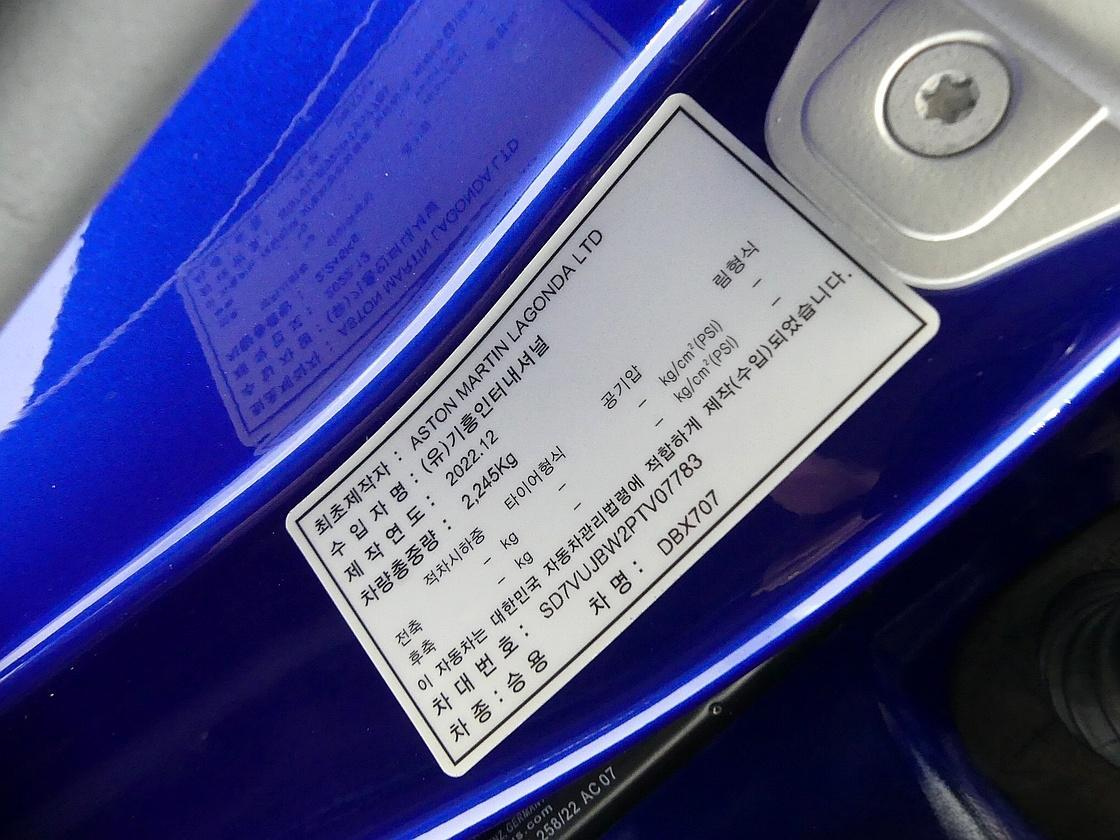 최초제작자 : ASTON MARTIN LAGONDA LTD
수 입 자 명 : (유)기흥인터내셔널
제 작 연 도 : 2022.12
차량총중량 : 2,245Kg
적차시하중 타이어형식 공기압 림형식
전축 – kg – – kg/cm²(PSI) –
후축 – kg – – kg/cm²(PSI) –
이 자동차는 대한민국 자동차관리법령에 적합하게 제작(수입)되었습니다.
차 대 번 호 : SD7VUJBW2PTV07783
차 종 : 승용 차 명 : DBX707
GERMANY
258/22 AC 07